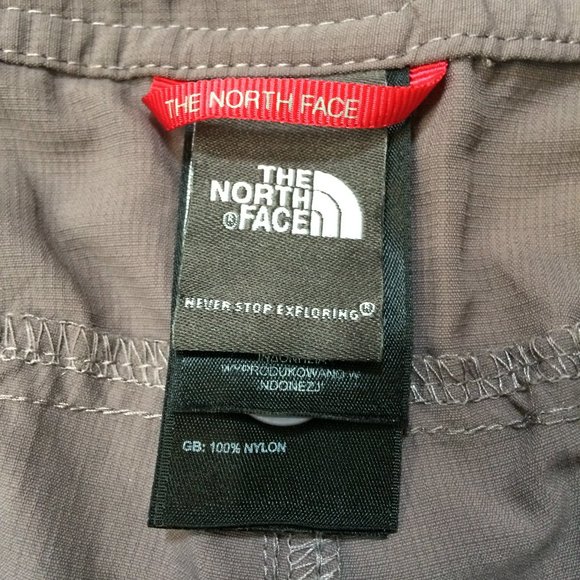 THE NORTH FACE
THE
NORTH
®FACE
NEVER STOP EXPLORING®
WYPRODUKOWANO W
NDONEZJI
GB: 100% NYLON